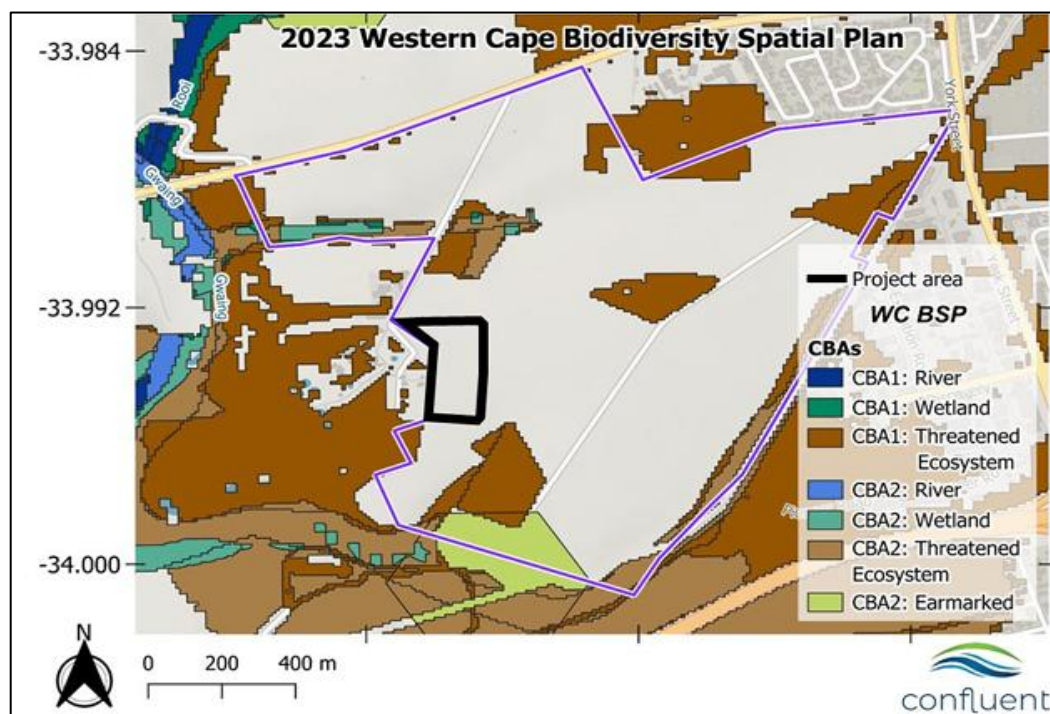 2023 Western Cape Biodiversity Spatial Plan
-33.984
-33.992
-34.000
Rooi
Gwaing
Gwaing
York Street
York Street
Project area
WC BSP
CBAs
CBA1: River
CBA1: Wetland
CBA1: Threatened
Ecosystem
CBA2: River
CBA2: Wetland
CBA2: Threatened
Ecosystem
CBA2: Earmarked
N
0 200 400 m
confluent